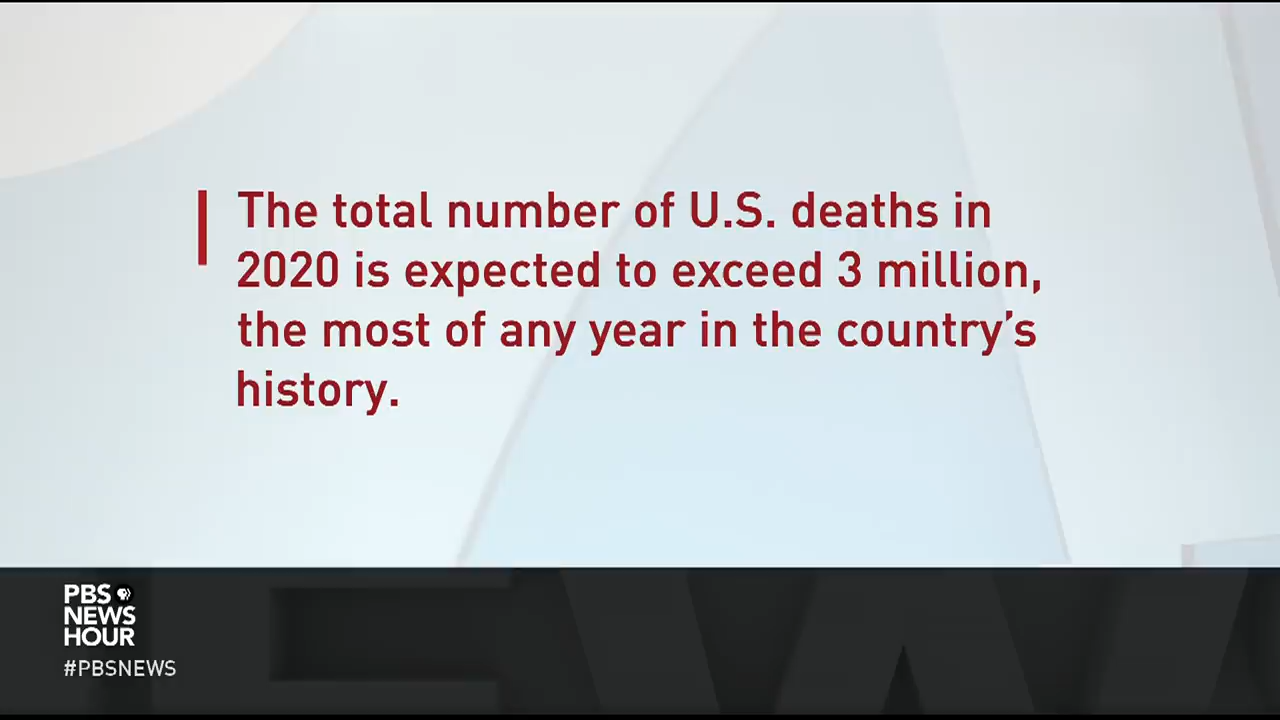 The total number of U.S. deaths in
2020 is expected to exceed 3 million,
the most of any year in the country's
history.
PBS
NEWS
HOUR
#PBSNEWS